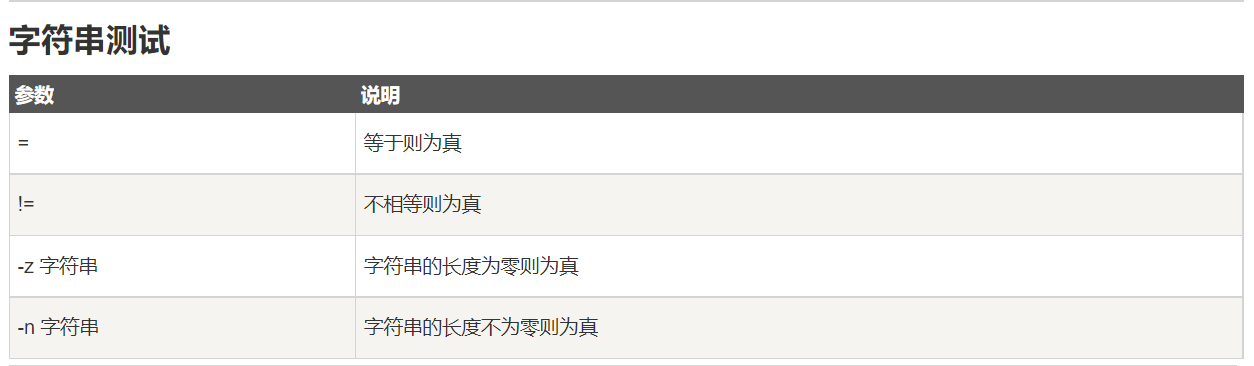 字符串测试
参数 说明
= 等于则为真
!= 不相等则为真
-z 字符串 字符串的长度为零则为真
-n 字符串 字符串的长度不为零则为真